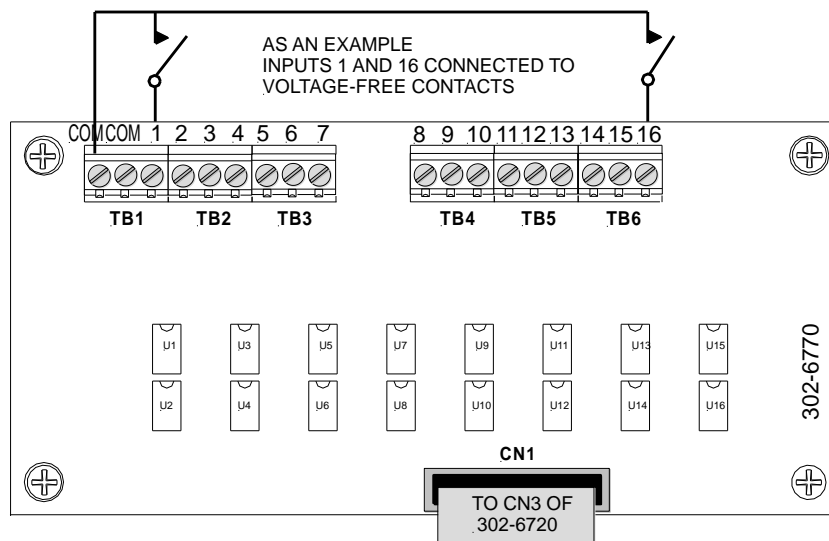 AS AN EXAMPLE
INPUTS 1 AND 16 CONNECTED TO
VOLTAGE-FREE CONTACTS
COM COM 1 2 3 4 5 6 7 8 9 10 11 12 13 14 15 16
TB1 TB2 TB3 TB4 TB5 TB6
U1 U3 U5 U7 U9 U11 U13 U15
U2 U4 U6 U8 U10 U12 U14 U16
302-6770
CN1
TO CN3 OF
302-6720